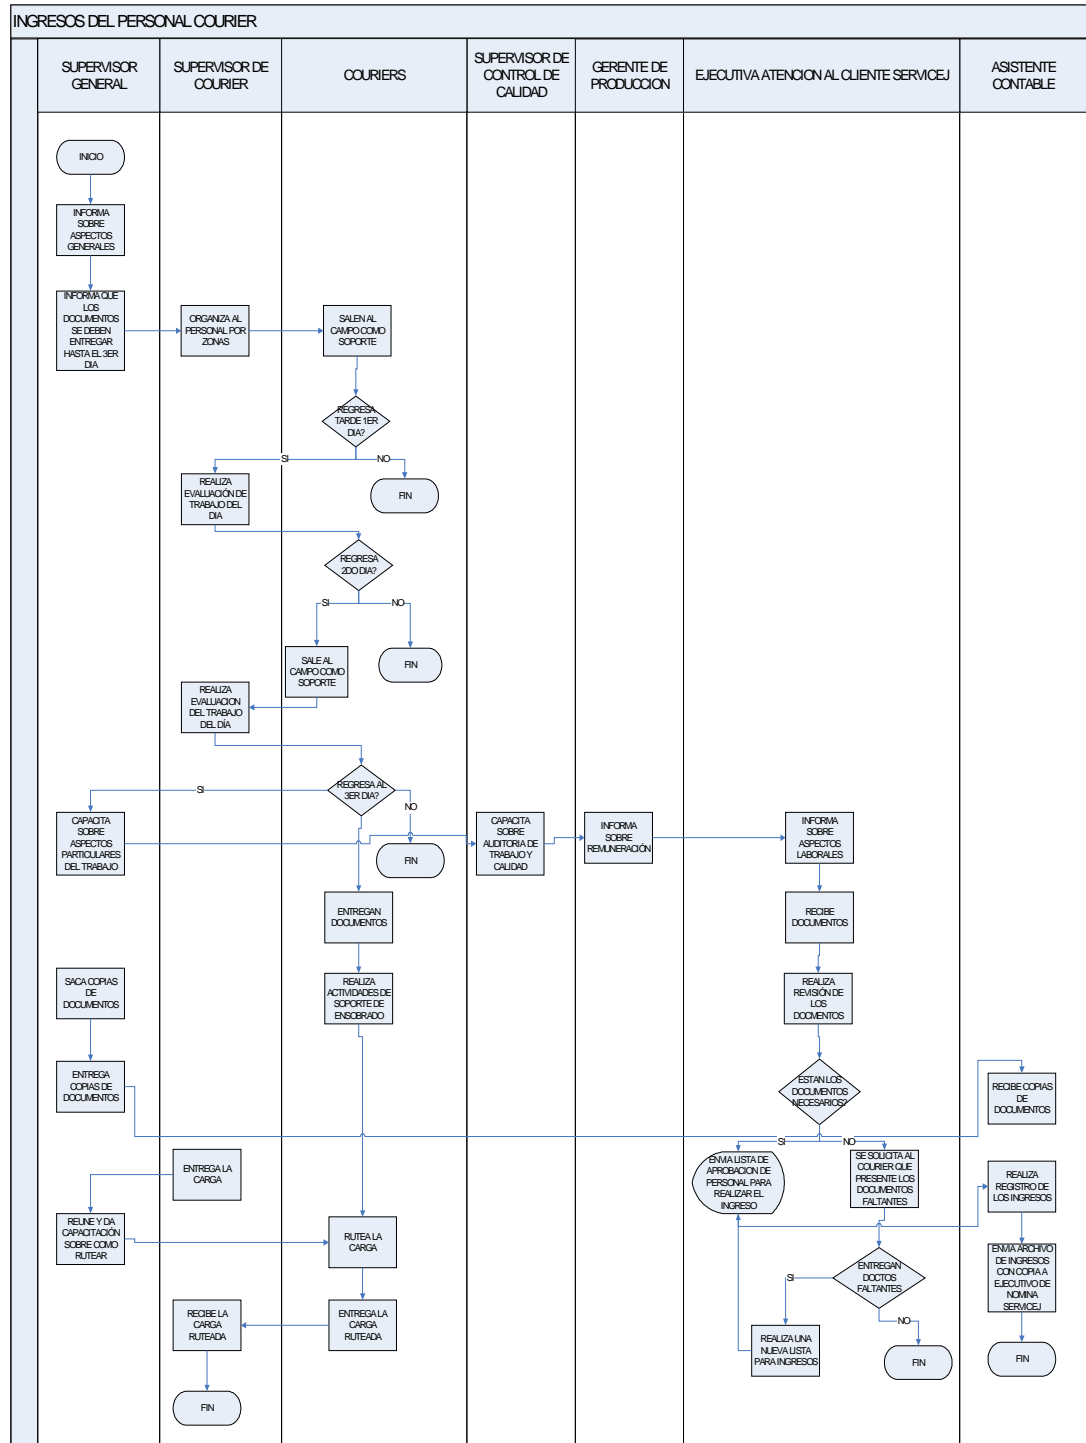 INGRESOS DEL PERSONAL COURIER
SUPERVISOR
GENERAL
SUPERVISOR DE
COURIER
COURIERS
SUPERVISOR DE
CONTROL DE
CALIDAD
GERENTE DE
PRODUCCION
EJECUTIVA ATENCION AL CLIENTE SERVICEJ
ASISTENTE
CONTABLE
INICIO
INFORMA
SOBRE
ASPECTOS
GENERALES
INFORMA QUE
LOS
DOCUMENTOS
SE DEBEN
ENTREGAR
HASTA EL 3ER
DIA
ORGANIZA AL
PERSONAL POR
ZONAS
SALEN AL
CAMPO COMO
SOPORTE
REGRESA
TARDE 1ER
DIA?
SI
NO
REALIZA
EVALUACIÓN DE
TRABAJO DEL
DIA
FIN
REGRESA
2DO DIA?
SI
NO
SALE AL
CAMPO COMO
SOPORTE
FIN
REALIZA
EVALUACION
DEL TRABAJO
DEL DÍA
REGRESA AL
3ER DIA?
SI
NO
CAPACITA
SOBRE
ASPECTOS
PARTICULARES
DEL TRABAJO
FIN
CAPACITA
SOBRE
AUDITORIA DE
TRABAJO Y
CALIDAD
INFORMA
SOBRE
REMUNERACIÓN
INFORMA
SOBRE
ASPECTOS
LABORALES
ENTREGAN
DOCUMENTOS
RECIBE
DOCUMENTOS
SACA COPIAS
DE
DOCUMENTOS
REALIZA
ACTIVIDADES DE
SOPORTE DE
ENSOBRADO
REALIZA
REVISIÓN DE
LOS
DOCMENTOS
ENTREGA
COPIAS DE
DOCUMENTOS
ESTAN LOS
DOCUMENTOS
NECESARIOS?
RECIBE COPIAS
DE
DOCUMENTOS
SI
NO
ENTREGA LA
CARGA
ENVIA LISTA DE
APROBACION DE
PERSONAL PARA
REALIZAR EL
INGRESO
SE SOLICITA AL
COURIER QUE
PRESENTE LOS
DOCUMENTOS
FALTANTES
REALIZA
REGISTRO DE
LOS INGRESOS
REUNE Y DA
CAPACITACIÓN
SOBRE COMO
RUTEAR
RUTEA LA
CARGA
ENTREGAN
DOCTOS
FALTANTES
SI
NO
ENVIA ARCHIVO
DE INGRESOS
CON COPIA A
EJECUTIVO DE
NOMINA
SERVICEJ
RECIBE LA
CARGA
RUTEADA
ENTREGA LA
CARGA
RUTEADA
REALIZA UNA
NUEVA LISTA
PARA INGRESOS
FIN
FIN
FIN